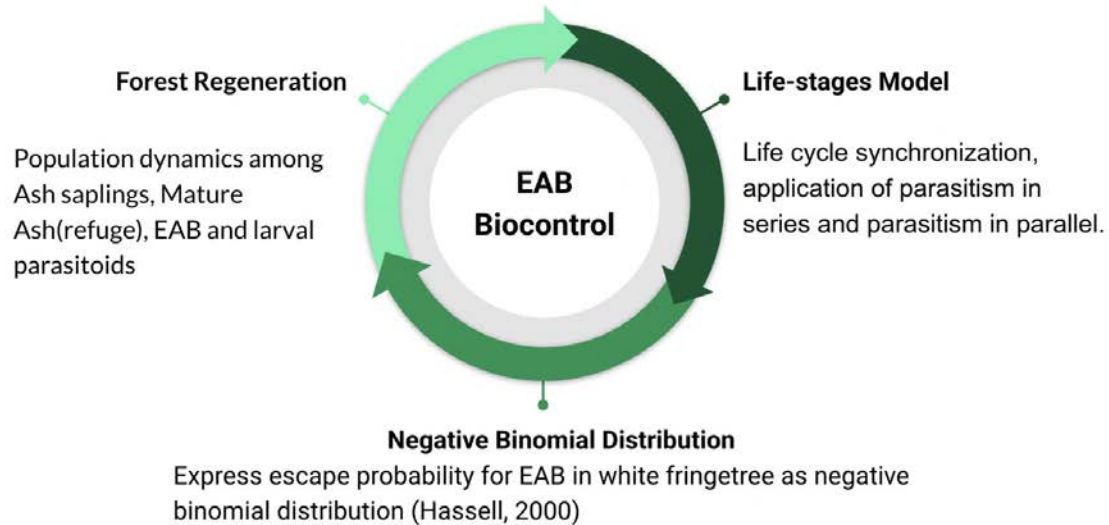 Forest Regeneration
Population dynamics among
Ash saplings, Mature
Ash(refuge), EAB and larval
parasitoids
EAB
Biocontrol
Life-stages Model
Life cycle synchronization,
application of parasitism in
series and parasitism in parallel.
Negative Binomial Distribution
Express escape probability for EAB in white fringetree as negative
binomial distribution (Hassell, 2000)